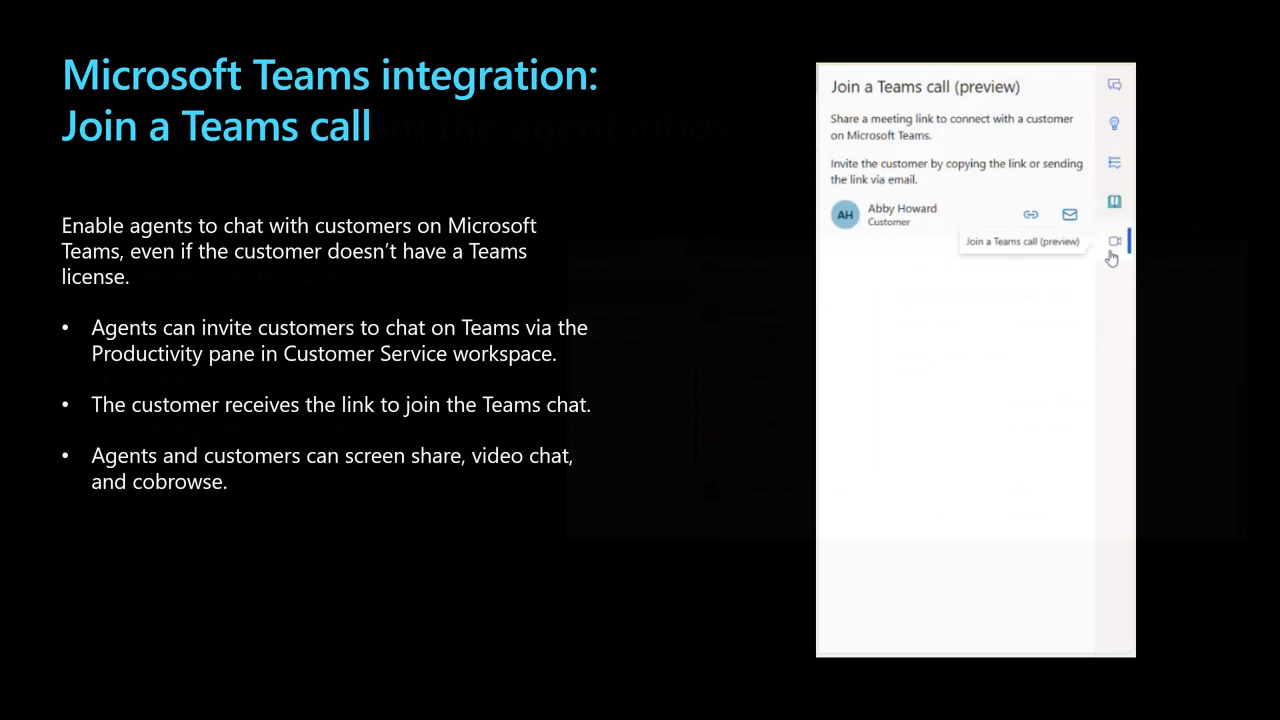 Microsoft Teams integration:
Join a Teams call
Enable agents to chat with customers on Microsoft
Teams, even if the customer doesn’t have a Teams
license.
• Agents can invite customers to chat on Teams via the
Productivity pane in Customer Service workspace.
• The customer receives the link to join the Teams chat.
• Agents and customers can screen share, video chat,
and cobrowse.
Join a Teams call (preview)
Share a meeting link to connect with a customer
on Microsoft Teams.
Invite the customer by copying the link or sending
the link via email.
AH
Abby Howard
Customer
Join a Teams call (preview)